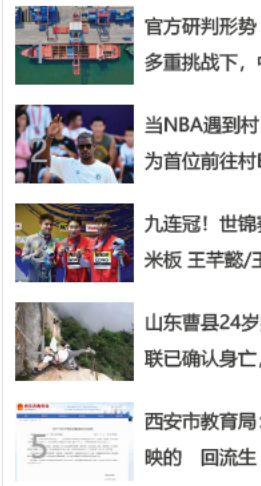 官方研判形势
多重挑战下，
2
当NBA遇到村
为首位前往村
九连冠！世锦
米板 王芊懿/
山东曹县24岁
联已确认身亡，
5
西安市教育局：
映的 回流生